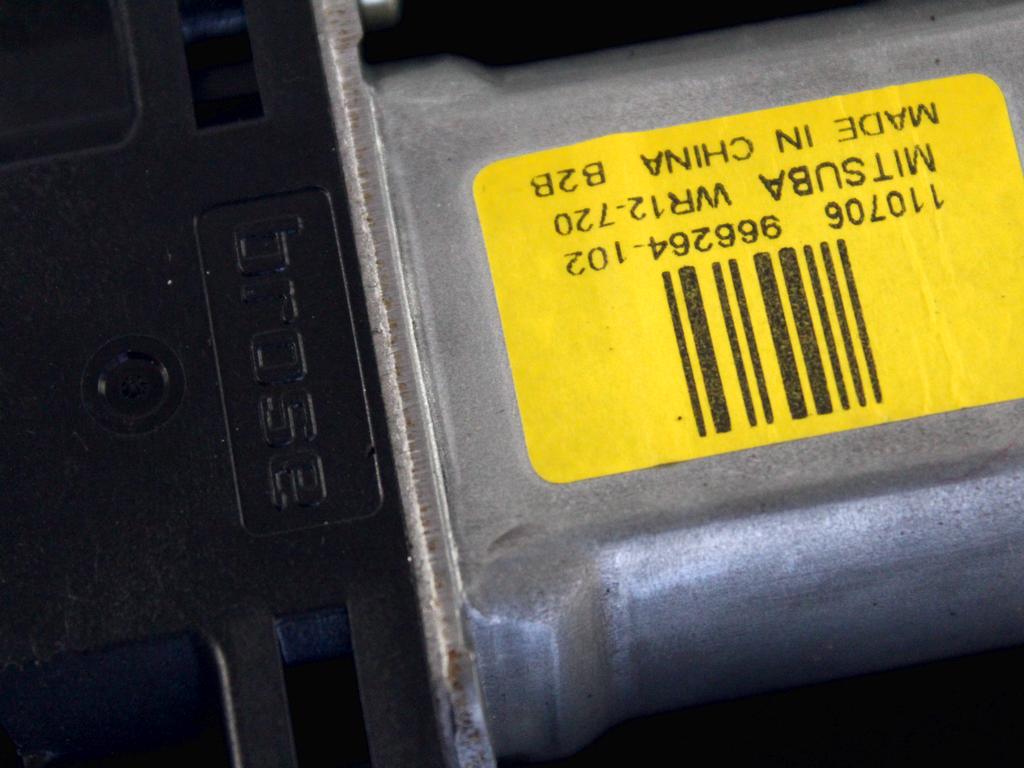 brose
110706 966264-102
MITSUBA WR12-720
MADE IN CHINA B2B